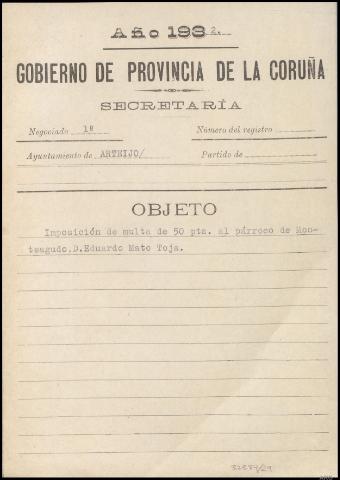 Año 1932.
GOBIERNO DE PROVINCIA DE LA CORUÑA
SECRETARÍA
Negociado 1º Número del registro
Ayuntamiento de ARTEIJO/ Partido de
OBJETO
Imposición de multa de 50 pts. al párroco de Mon-
teagudo,D.Eduardo Mato Toja.